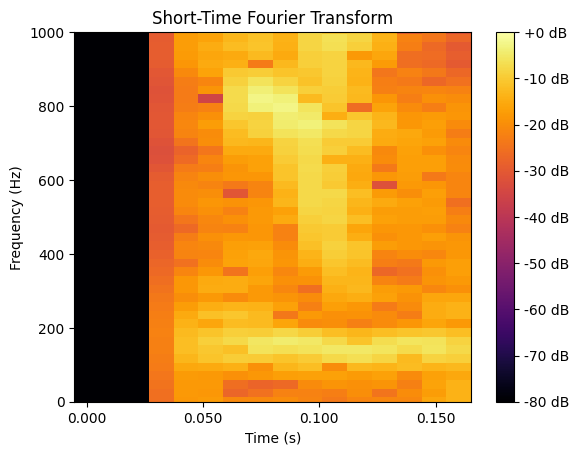 Short-Time Fourier Transform
1000
800
600
400
200
0
Frequency (Hz)
0.000
0.050
0.100
0.150
Time (s)
+0 dB
-10 dB
-20 dB
-30 dB
-40 dB
-50 dB
-60 dB
-70 dB
-80 dB